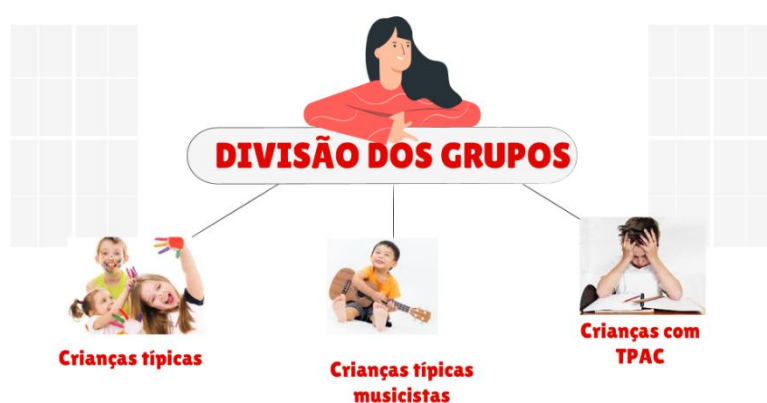 DIVISÃO DOS GRUPOS
Crianças típicas
Crianças típicas
musicistas
Crianças com
TPAC